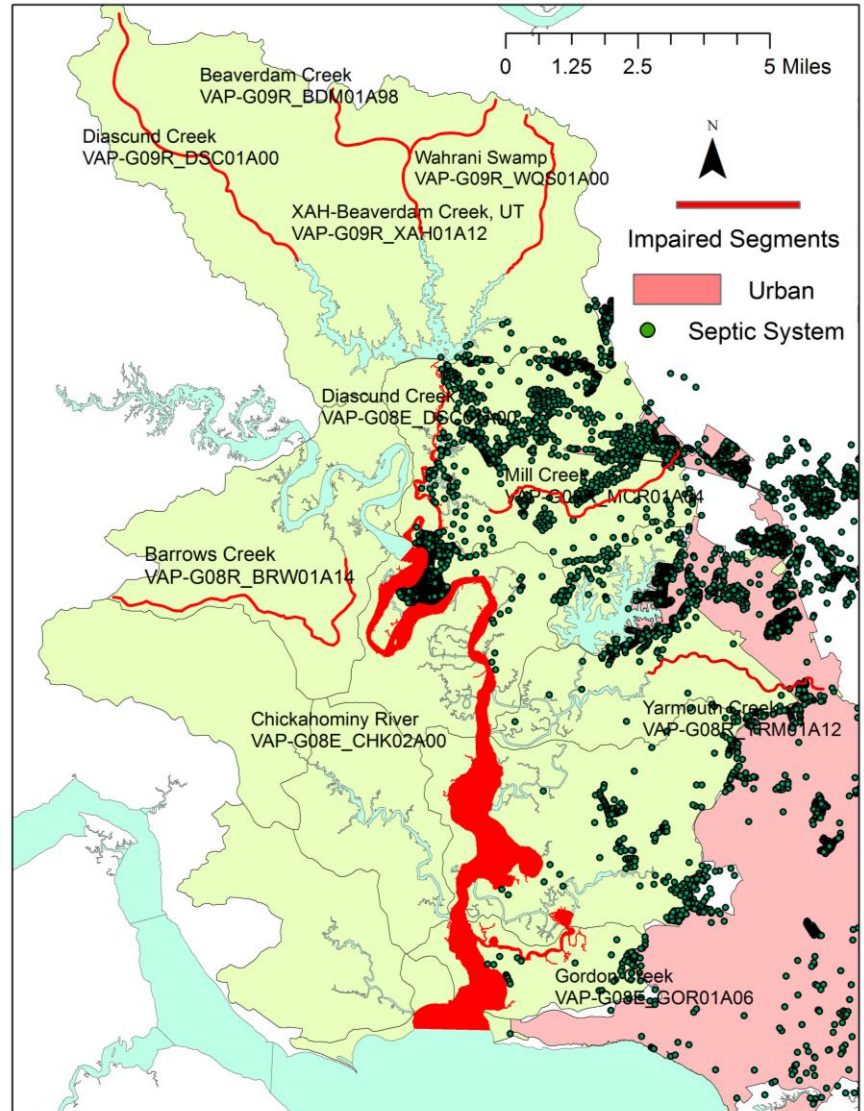 0 1.25 2.5 5 Miles
Beaverdam Creek
VAP-G09R_BDM01A98
Diascund Creek
VAP-G09R_DSC01A00
Wahrani Swamp
VAP-G09R_WQS01A00
N
XAH-Beaverdam Creek, UT
VAP-G09R_XAH01A12
Impaired Segments
Urban
Septic System
Diascund Creek
Mill Creek
Barrows Creek
VAP-G08R_BRW01A14
Chickahominy River
VAP-G08E_CHK02A00
Yarmouth Creek
Gordon Creek
VAP-G08E_GOR01A06